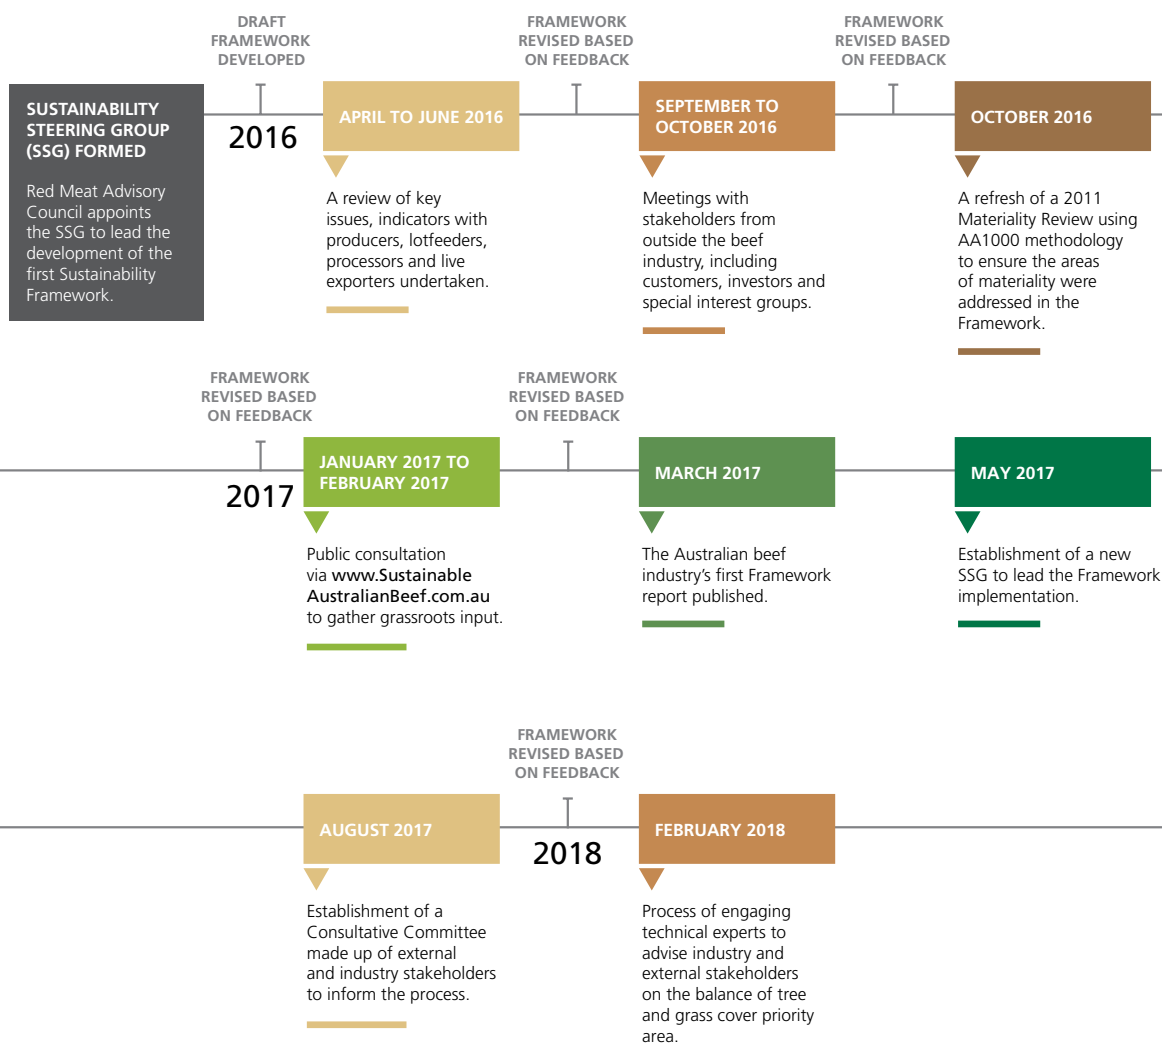 SUSTAINABILITY
STEERING GROUP
(SSG) FORMED
Red Meat Advisory
Council appoints
the SSG to lead the
development of the
first Sustainability
Framework.
DRAFT
FRAMEWORK
DEVELOPED
2016
APRIL TO JUNE 2016
A review of key
issues, indicators with
producers, lotfeeders,
processors and live
exporters undertaken.
FRAMEWORK
REVISED BASED
ON FEEDBACK
SEPTEMBER TO
OCTOBER 2016
Meetings with
stakeholders from
outside the beef
industry, including
customers, investors and
special interest groups.
FRAMEWORK
REVISED BASED
ON FEEDBACK
OCTOBER 2016
A refresh of a 2011
Materiality Review using
AA1000 methodology
to ensure the areas
of materiality were
addressed in the
Framework.
FRAMEWORK
REVISED BASED
ON FEEDBACK
2017
JANUARY 2017 TO
FEBRUARY 2017
Public consultation
via www.Sustainable
AustralianBeef.com.au
to gather grassroots input.
FRAMEWORK
REVISED BASED
ON FEEDBACK
MARCH 2017
The Australian beef
industry's first Framework
report published.
MAY 2017
Establishment of a new
SSG to lead the Framework
implementation.
AUGUST 2017
Establishment of a
Consultative Committee
made up of external
and industry stakeholders
to inform the process.
FRAMEWORK
REVISED BASED
ON FEEDBACK
2018
FEBRUARY 2018
Process of engaging
technical experts to
advise industry and
external stakeholders
on the balance of tree
and grass cover priority
area.